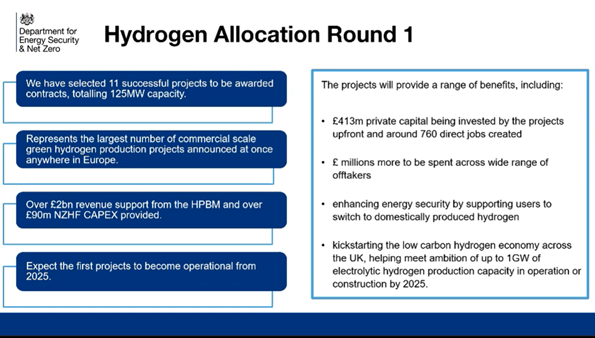 Department for
Energy Security
& Net Zero
Hydrogen Allocation Round 1
We have selected 11 successful projects to be awarded
contracts, totalling 125MW capacity.
Represents the largest number of commercial scale
green hydrogen production projects announced at once
anywhere in Europe.
Over £2bn revenue support from the HPBM and over
£90m NZHF CAPEX provided.
Expect the first projects to become operational from
2025.
The projects will provide a range of benefits, including:
• £413m private capital being invested by the projects
upfront and around 760 direct jobs created
• £ millions more to be spent across wide range of
offtakers
• enhancing energy security by supporting users to
switch to domestically produced hydrogen
• kickstarting the low carbon hydrogen economy across
the UK, helping meet ambition of up to 1GW of
electrolytic hydrogen production capacity in operation or
construction by 2025.